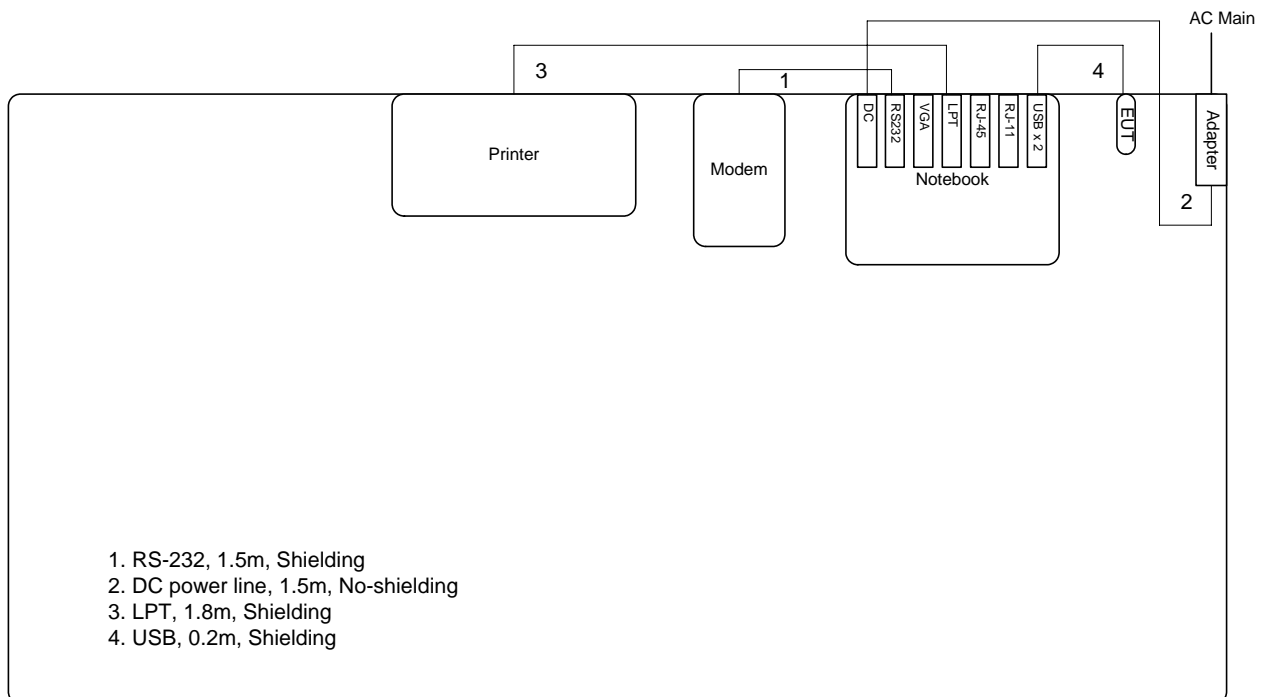 AC Main
3
1
4
Printer
Modem
DC
RS232
VGA
LPT
RJ-45
RJ-11
USB x 2
Notebook
EUT
Adapter
2
1. RS-232, 1.5m, Shielding
2. DC power line, 1.5m, No-shielding
3. LPT, 1.8m, Shielding
4. USB, 0.2m, Shielding